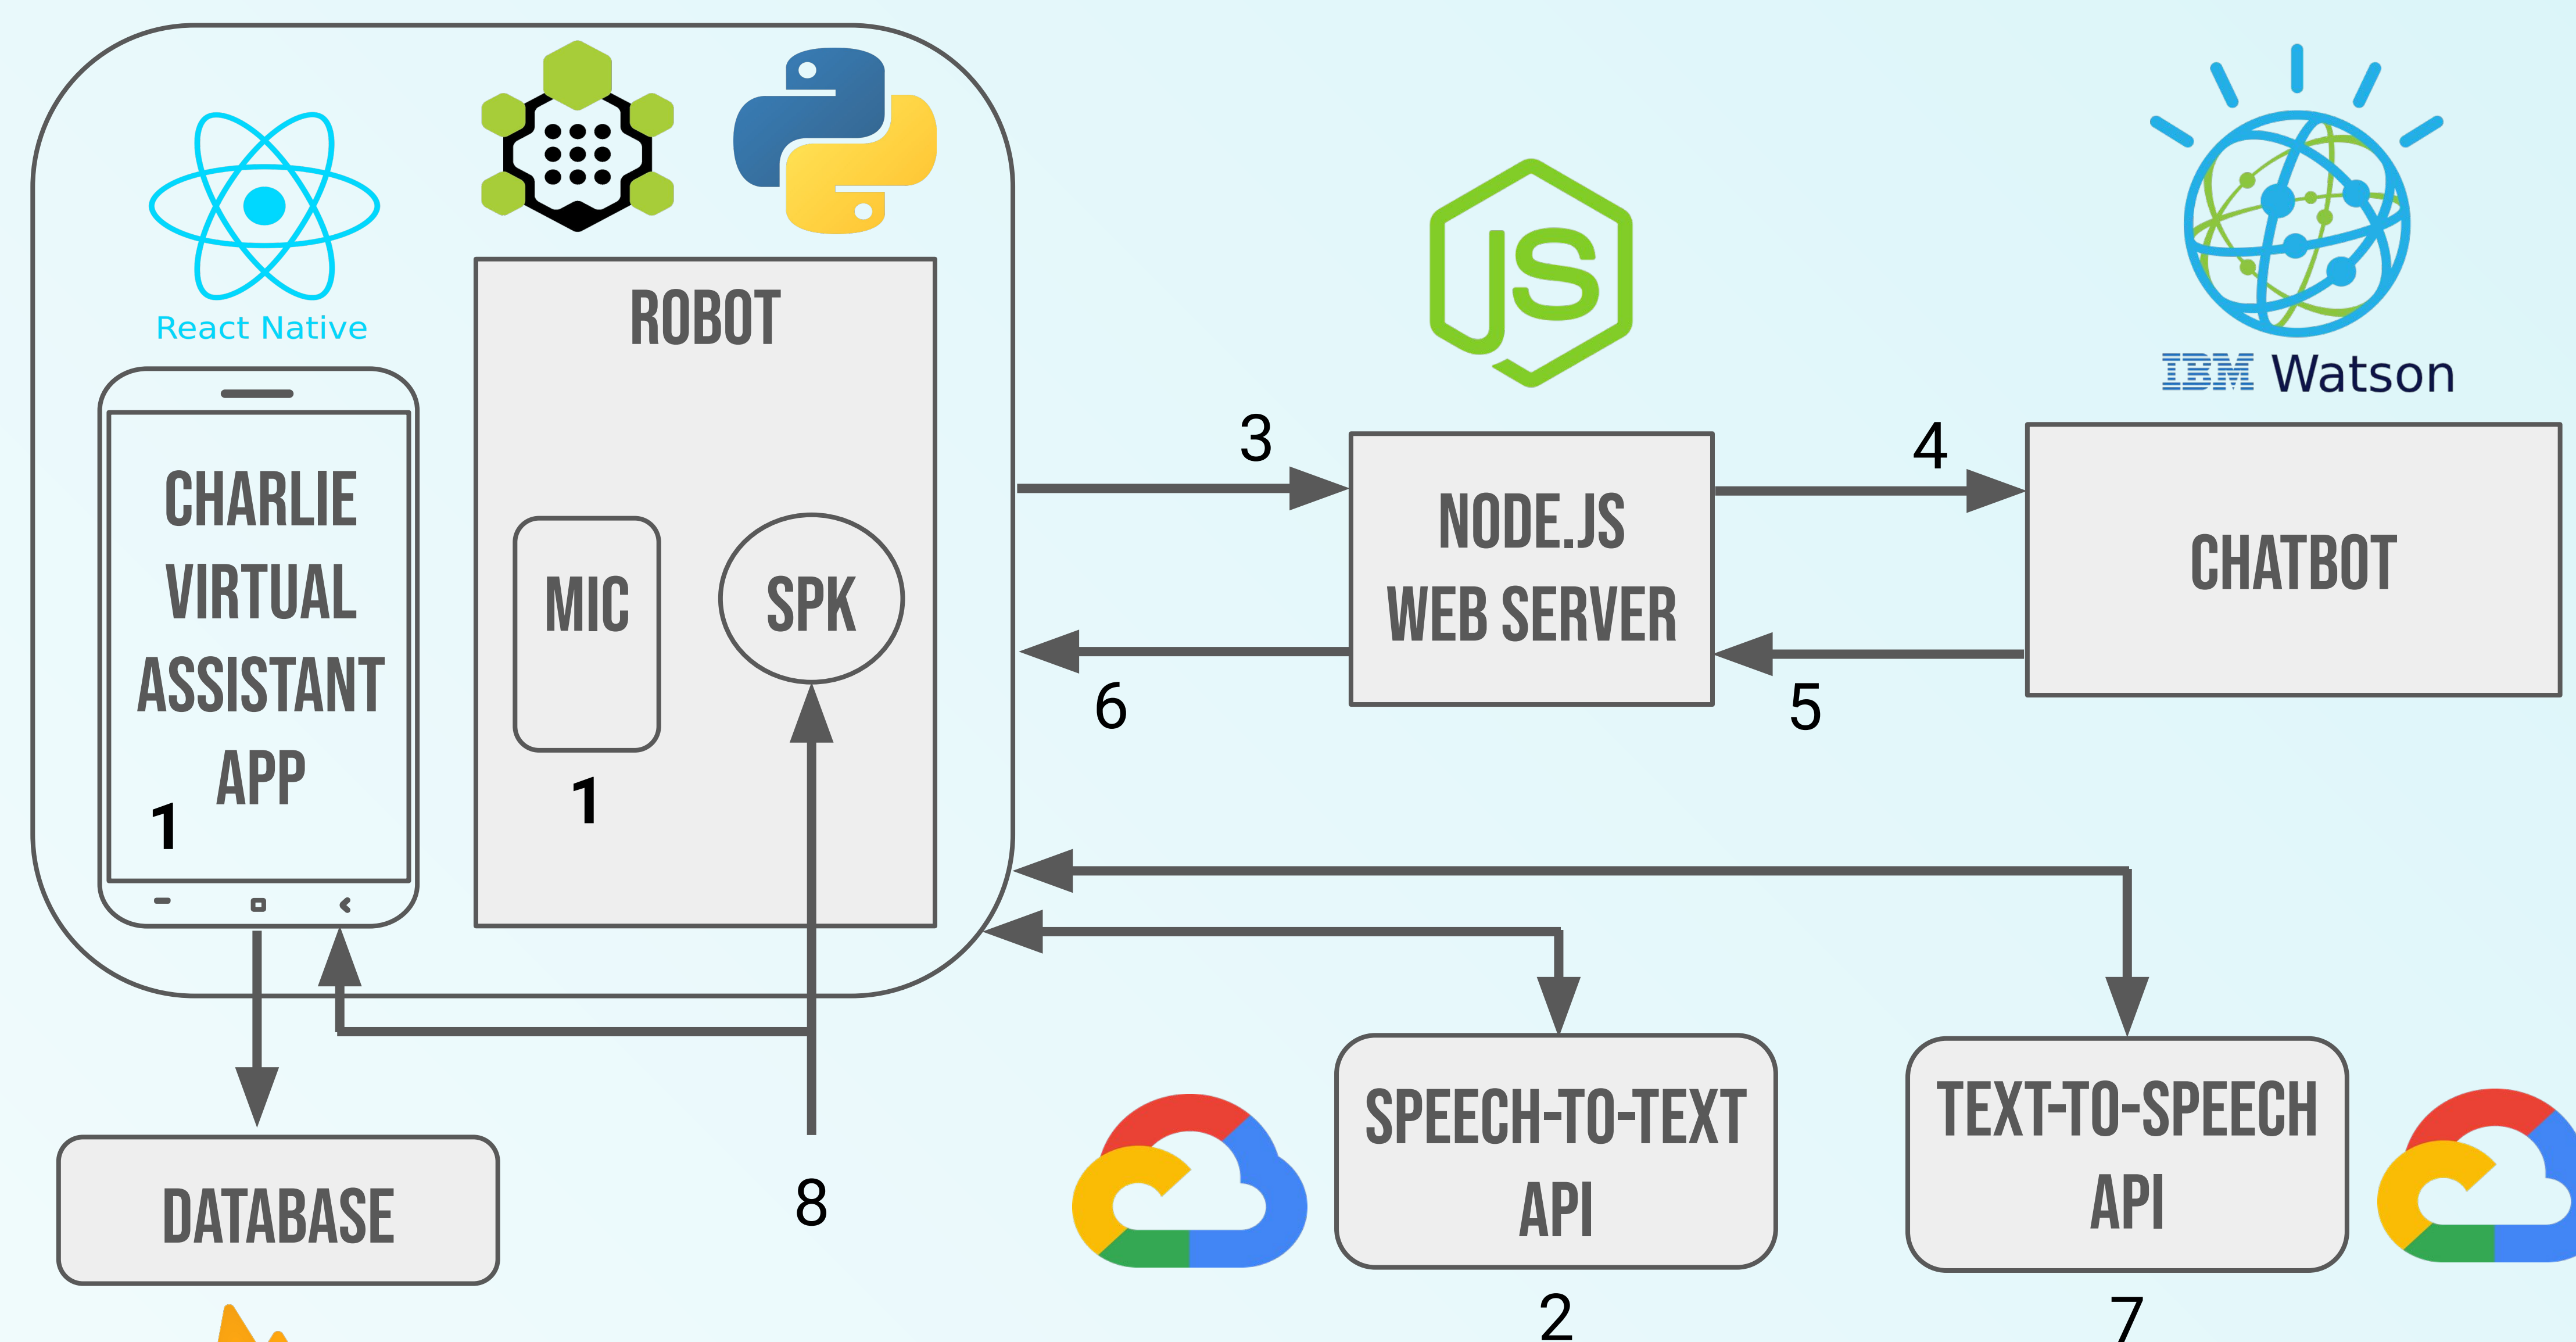 React Native
ROBOT
CHARLIE
VIRTUAL
ASSISTANT
APP
1
MIC
1
SPK
3
JS
NODE.JS
WEB SERVER
6
4
5
IBM Watson
CHATBOT
DATABASE
8
SPEECH-TO-TEXT
API
2
TEXT-TO-SPEECH
API
7